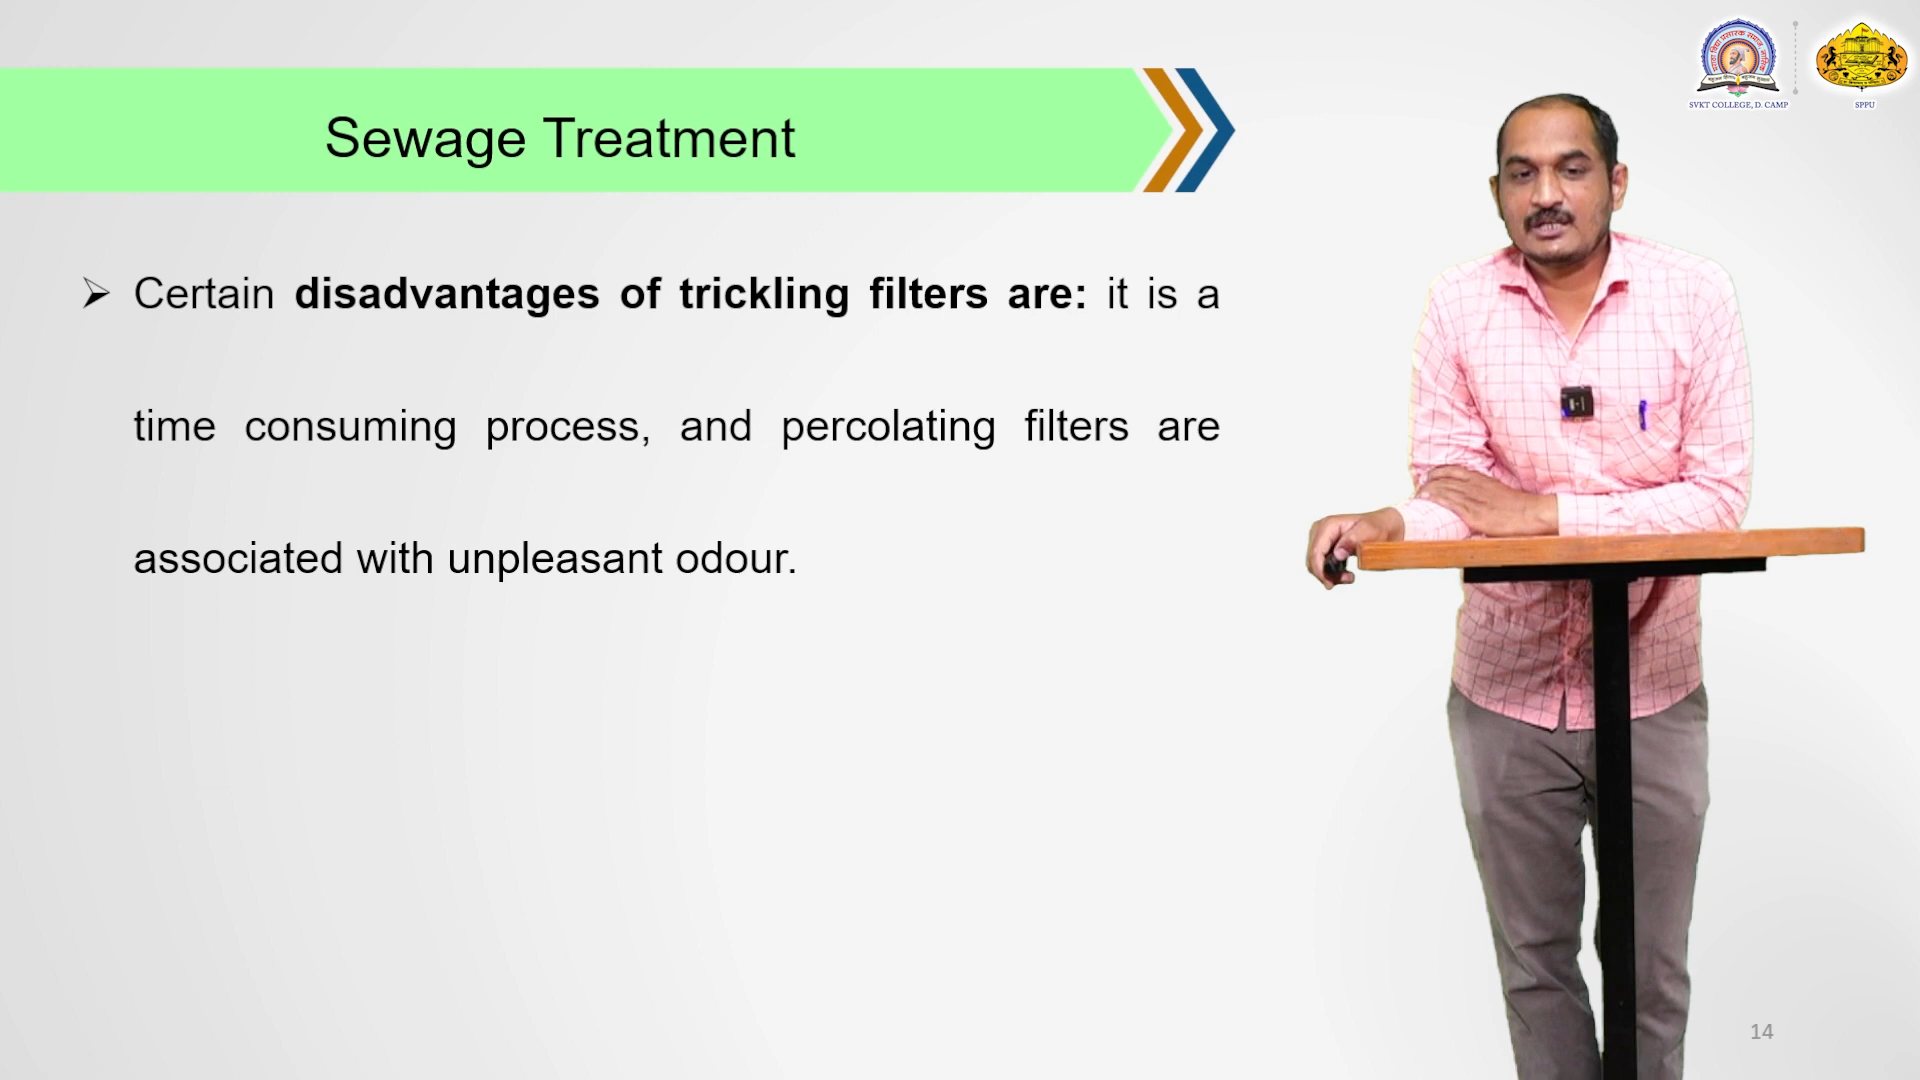 SVKT COLLEGE, D. CAMP
SPPU
Sewage Treatment
➢ Certain disadvantages of trickling filters are: it is a
time consuming process, and percolating filters are
associated with unpleasant odour.
14